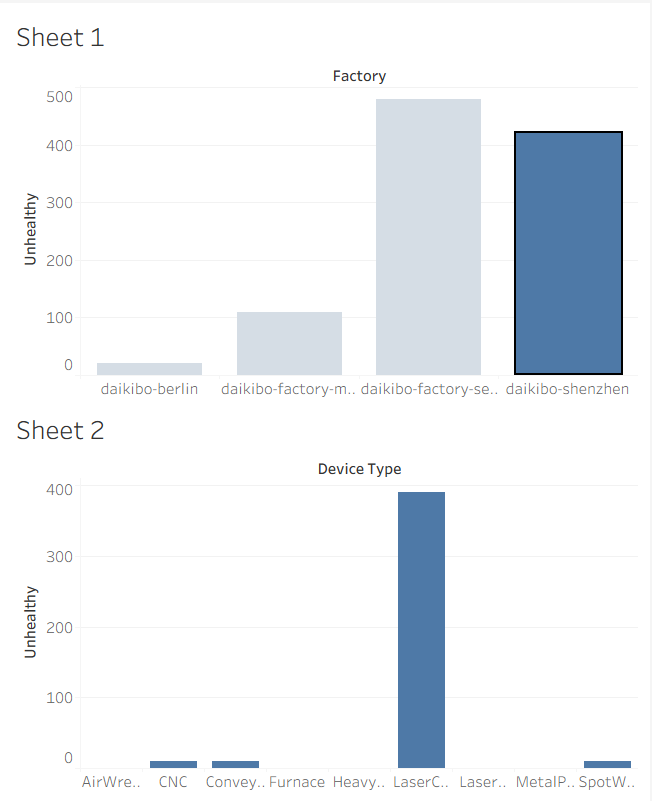 Sheet 1
Factory
Unhealthy
500
400
300
200
100
0
daikibo-berlin daikibo-factory-m.. daikibo-factory-se.. daikibo-shenzhen
Sheet 2
Device Type
Unhealthy
400
300
200
100
0
AirWre.. CNC Convey.. Furnace Heavy.. LaserC.. Laser.. MetalP.. SpotW..